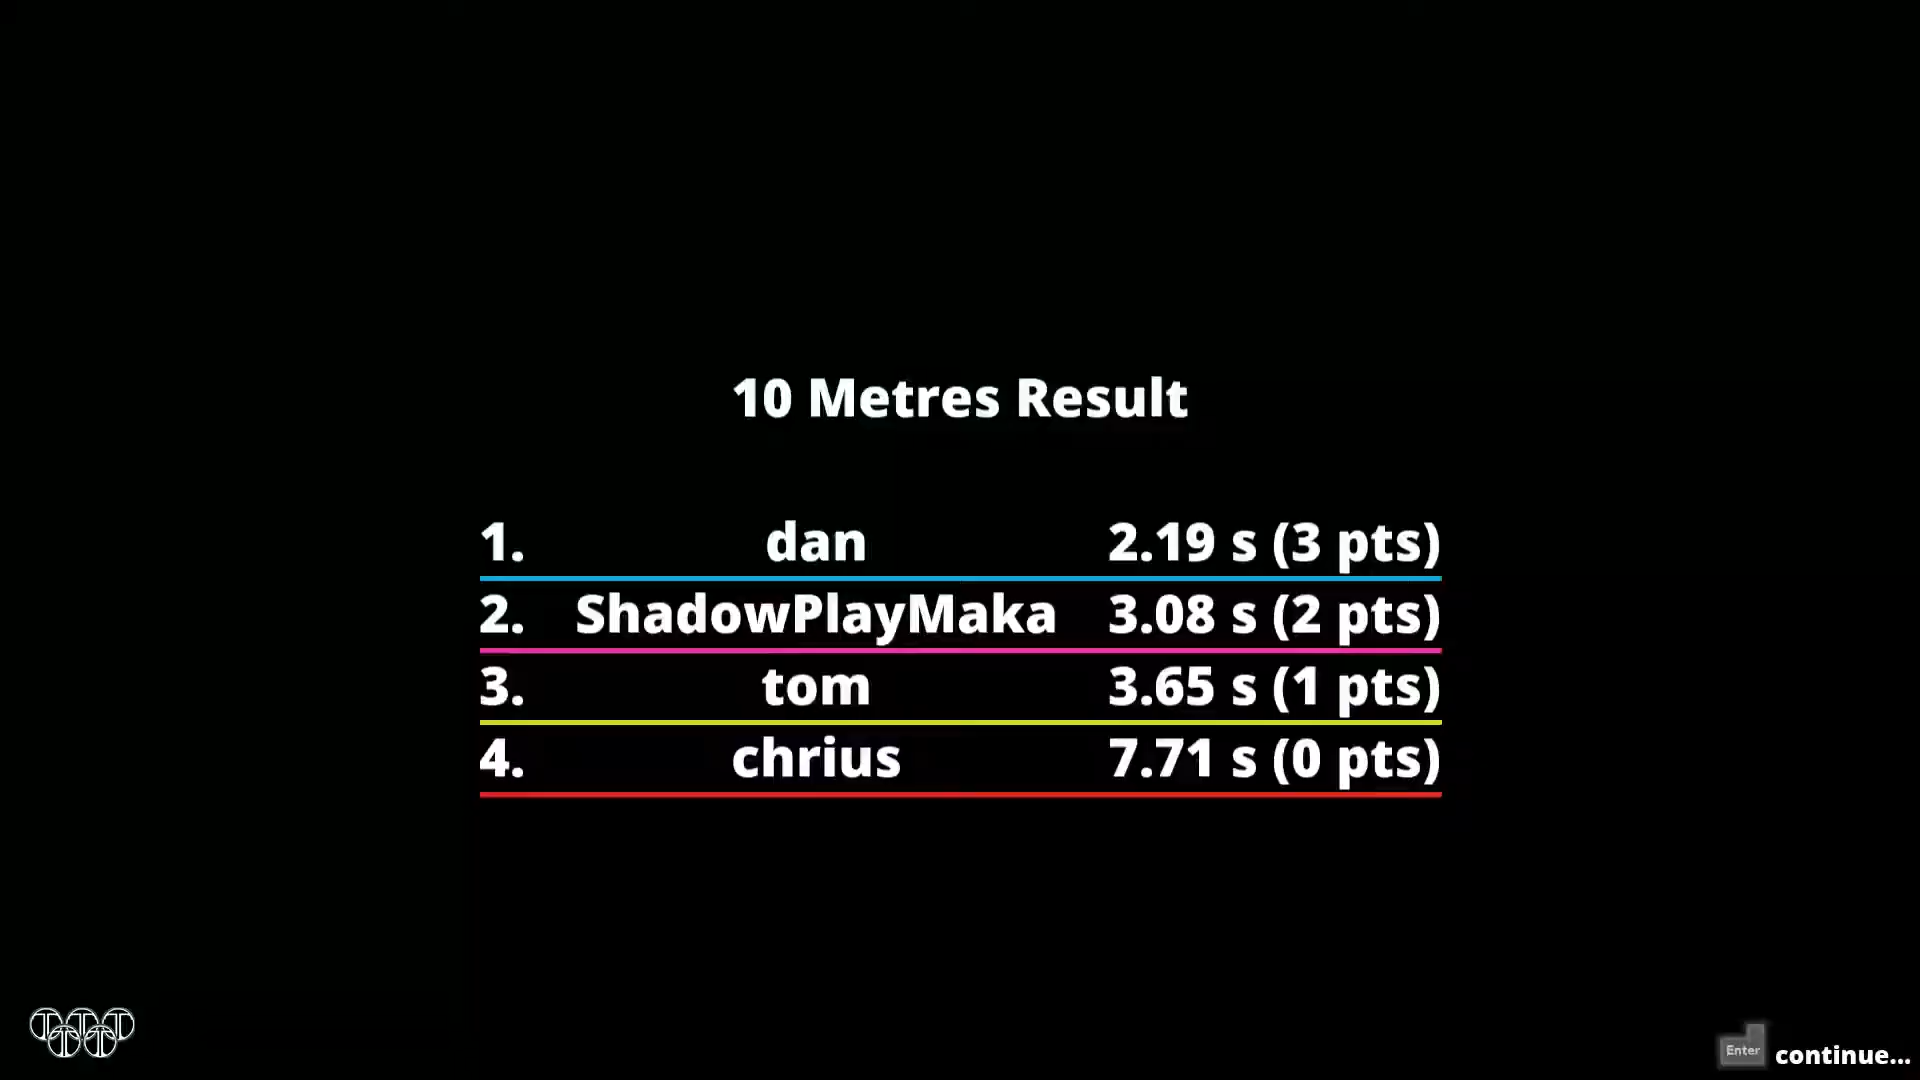 10 Metres Result
1. dan 2.19 s (3 pts)
2. ShadowPlayMaka 3.08 s (2 pts)
3. tom 3.65 s (1 pts)
4. chrius 7.71 s (0 pts)
Enter continue...